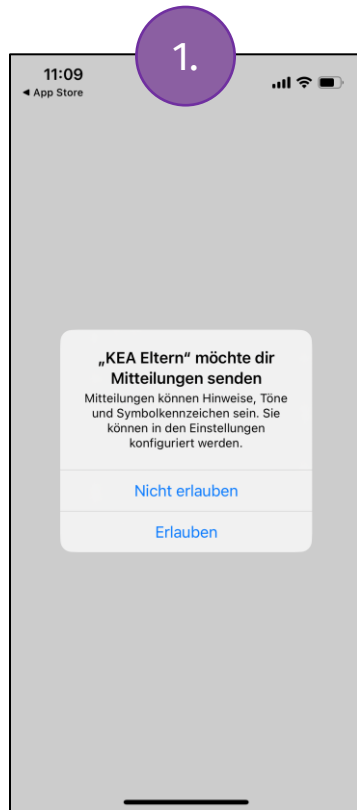 1.
11:09
◀ App Store
„KEA Eltern“ möchte dir
Mitteilungen senden
Mitteilungen können Hinweise, Töne
und Symbolkennzeichen sein. Sie
können in den Einstellungen
konfiguriert werden.
Nicht erlauben
Erlauben